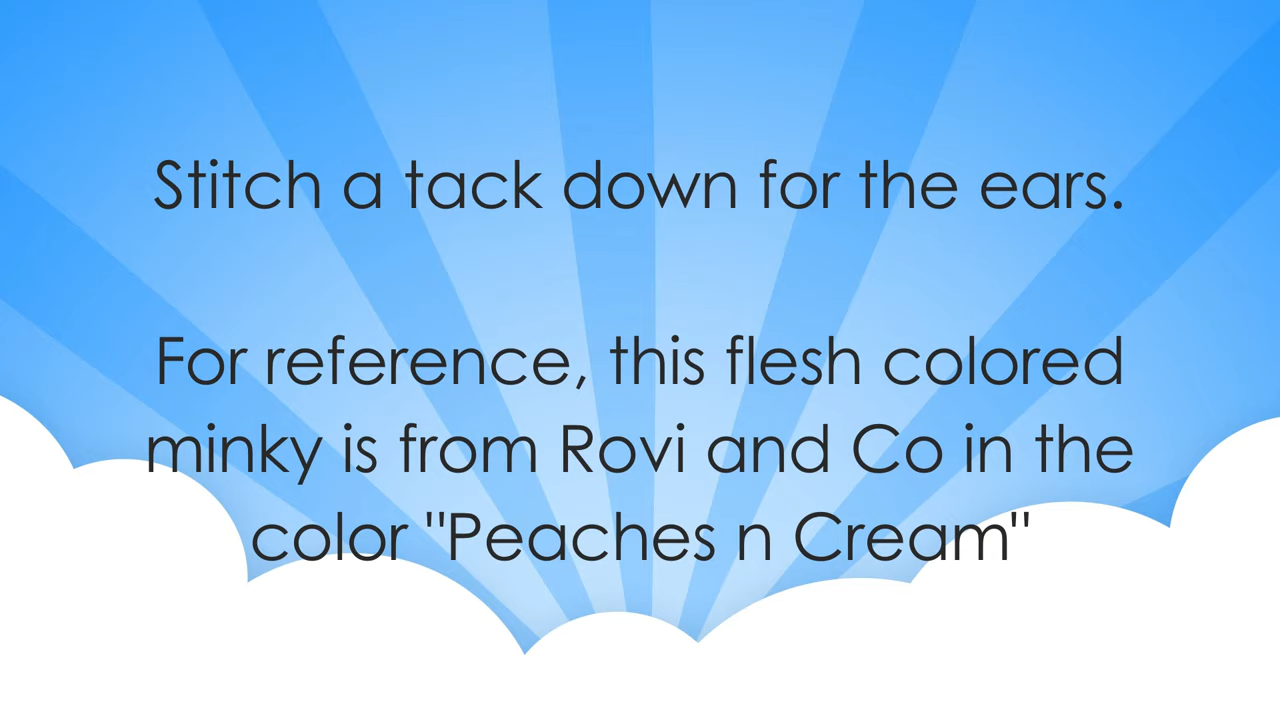 Stitch a tack down for the ears.
For reference, this flesh colored
minky is from Rovi and Co in the
color "Peaches n Cream"